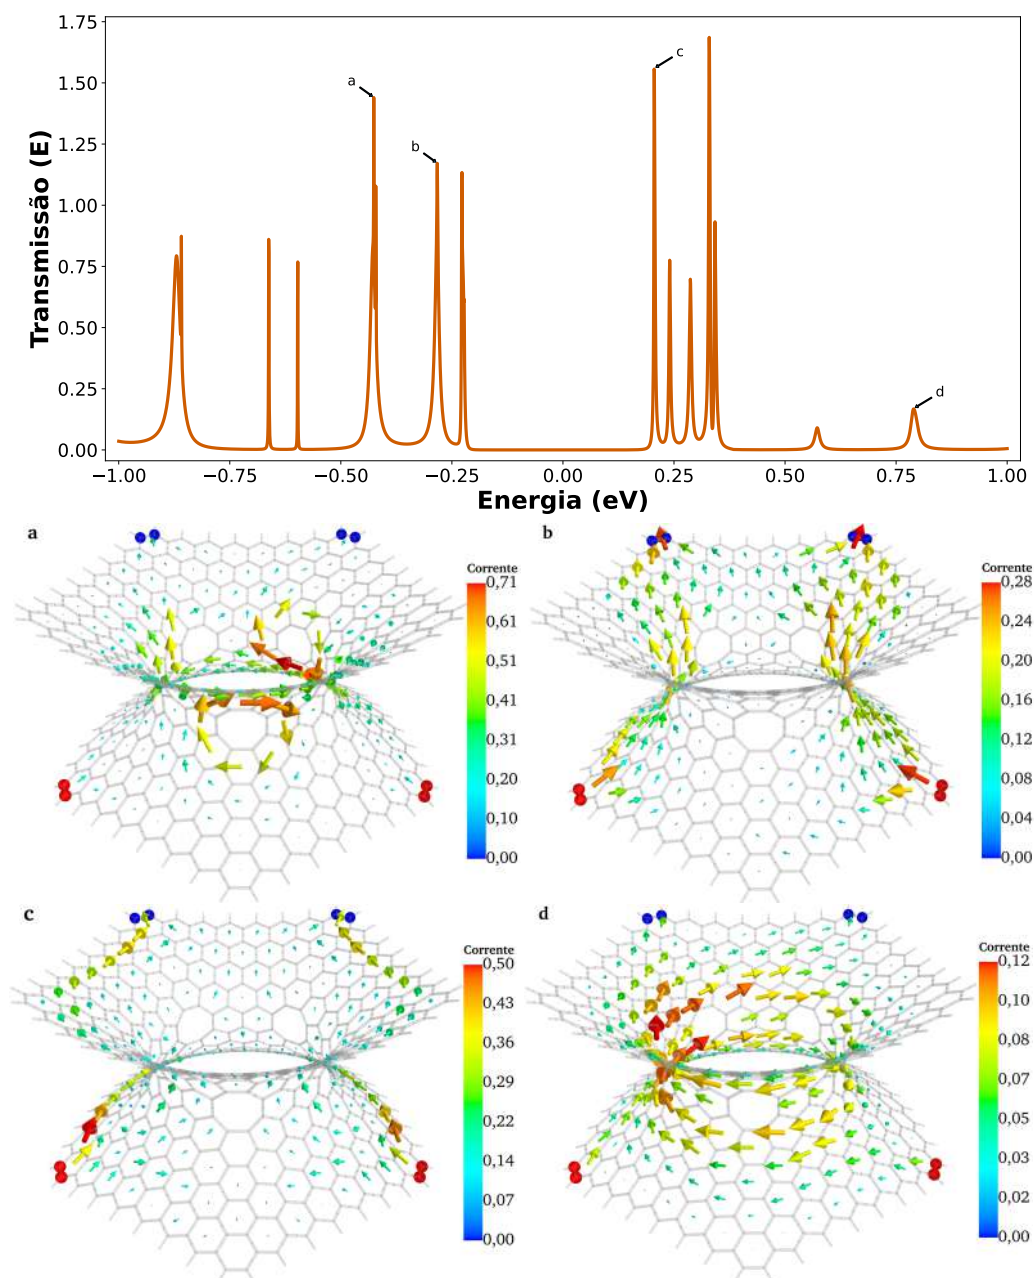 1.75
1.50
1.25
1.00
0.75
0.50
0.25
0.00
Transmissão (E)
a
b
c
d
−1.00 −0.75 −0.50 −0.25 0.00 0.25 0.50 0.75 1.00
Energia (eV)
a
Corrente
0,71
0,61
0,51
0,41
0,31
0,20
0,10
0,00
b
Corrente
0,28
0,24
0,20
0,16
0,12
0,08
0,04
0,00
c
Corrente
0,50
0,43
0,36
0,29
0,22
0,14
0,07
0,00
d
Corrente
0,12
0,10
0,08
0,07
0,05
0,03
0,02
0,00